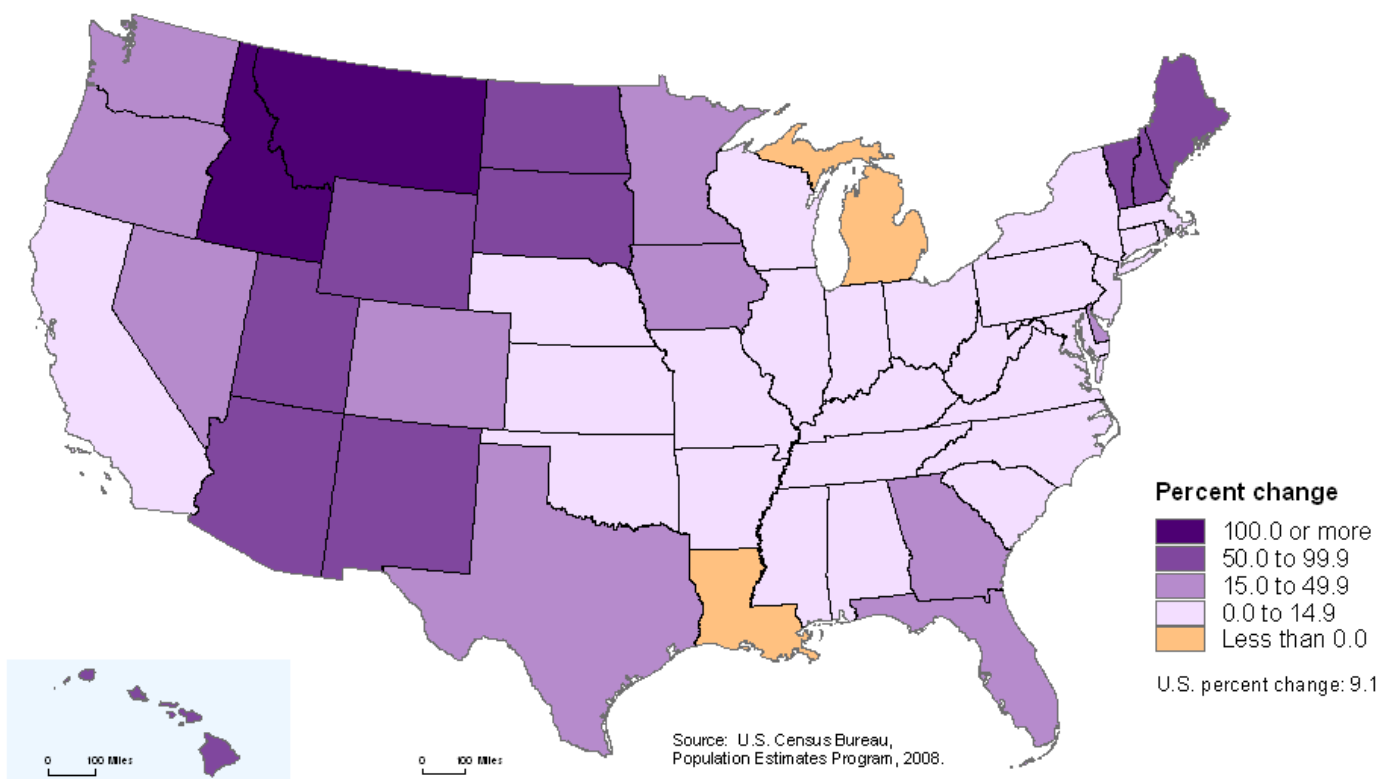 Percent change
100.0 or more
50.0 to 99.9
15.0 to 49.9
0.0 to 14.9
Less than 0.0
U.S. percent change: 9.1
Source: U.S. Census Bureau,
Population Estimates Program, 2008.
0 100 Miles
0 100 Miles